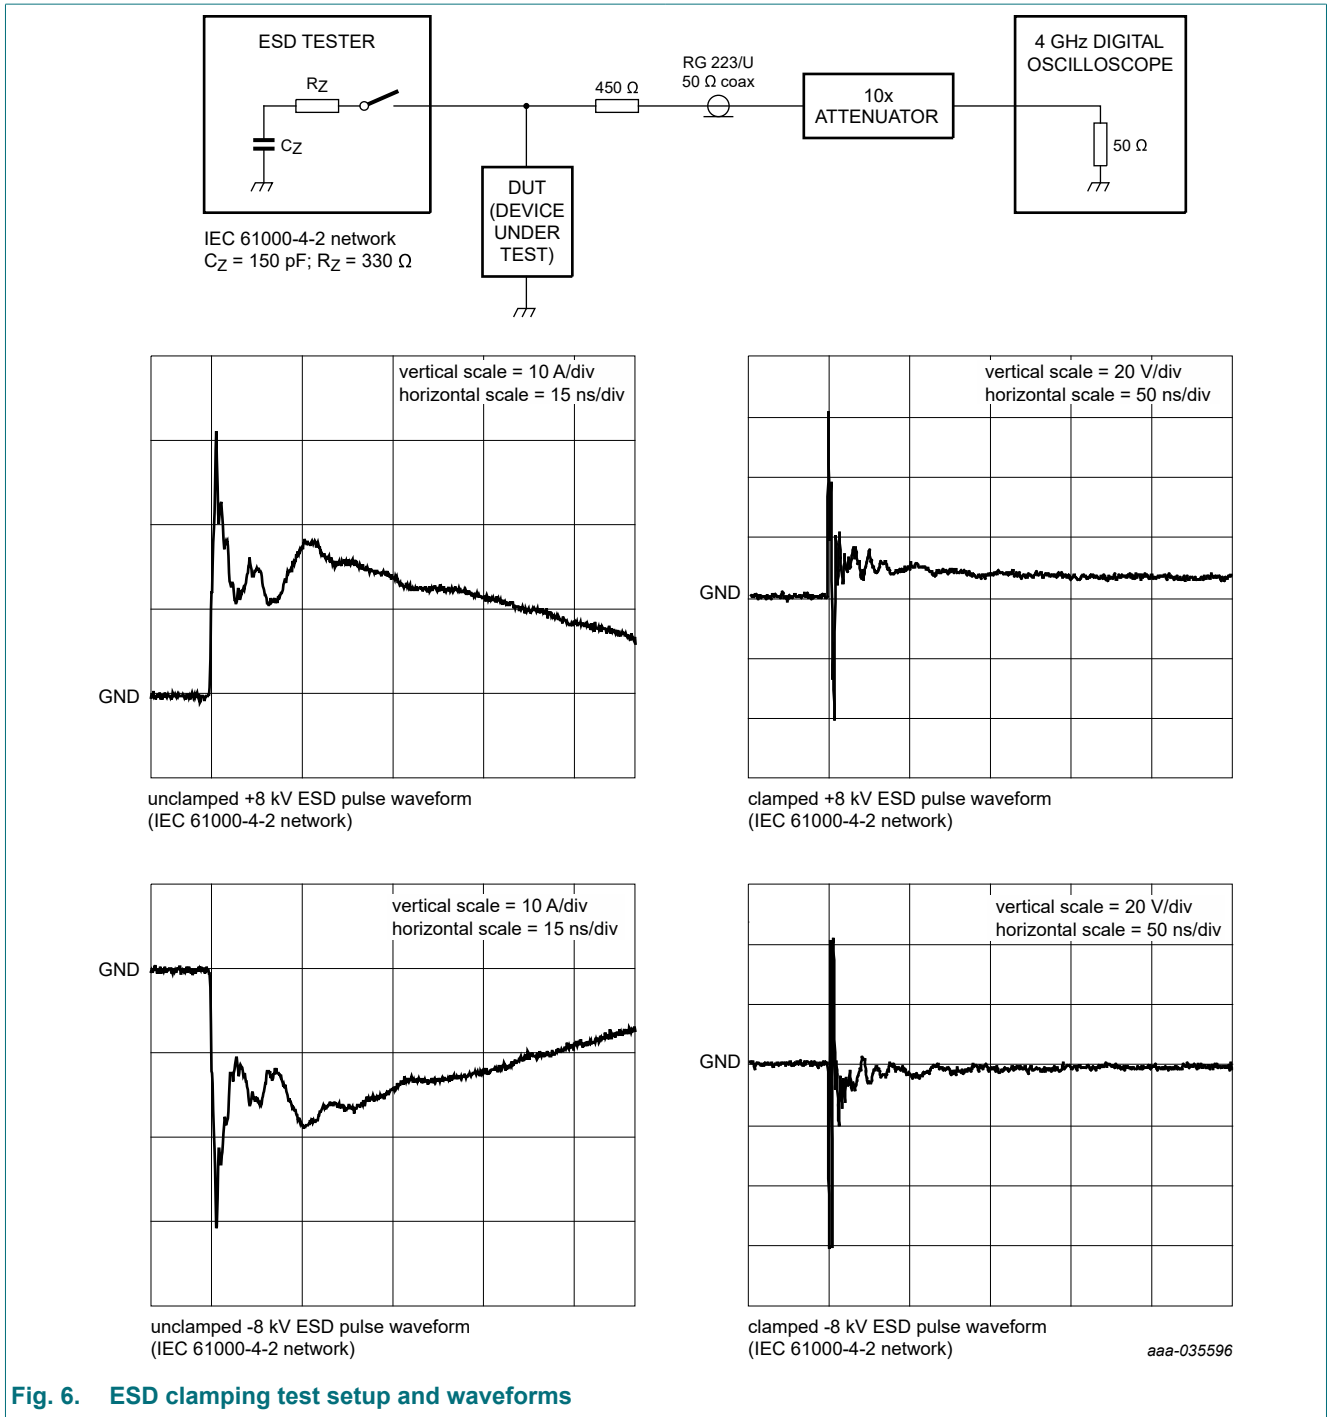 ESD TESTER
RZ
CZ
IEC 61000-4-2 network
CZ = 150 pF; RZ = 330 Ω
DUT
(DEVICE
UNDER
TEST)
450 Ω
RG 223/U
50 Ω coax
10x
ATTENUATOR
4 GHz DIGITAL
OSCILLOSCOPE
50 Ω
vertical scale = 10 A/div
horizontal scale = 15 ns/div
GND
unclamped +8 kV ESD pulse waveform
(IEC 61000-4-2 network)
vertical scale = 20 V/div
horizontal scale = 50 ns/div
GND
clamped +8 kV ESD pulse waveform
(IEC 61000-4-2 network)
vertical scale = 10 A/div
horizontal scale = 15 ns/div
GND
unclamped -8 kV ESD pulse waveform
(IEC 61000-4-2 network)
vertical scale = 20 V/div
horizontal scale = 50 ns/div
GND
clamped -8 kV ESD pulse waveform
(IEC 61000-4-2 network)
aaa-035596
Fig. 6. ESD clamping test setup and waveforms